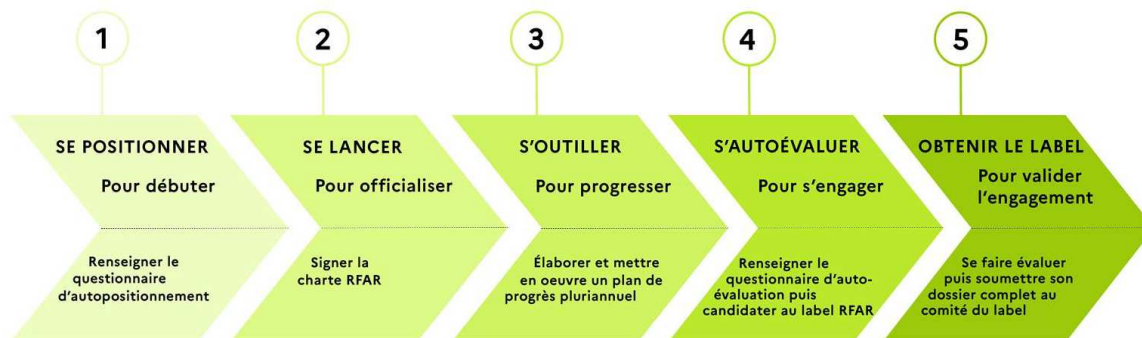 1
SE POSITIONNER
Pour débuter
Renseigner le
questionnaire
d'autopositionnement
2
SE LANCER
Pour officialiser
Signer la
charte RFAR
3
S'OUTILLER
Pour progresser
Élaborer et mettre
en oeuvre un plan de
progrès pluriannuel
4
S'AUTOÉVALUER
Pour s'engager
Renseigner le
questionnaire d'auto-
évaluation puis
candidater au label RFAR
5
OBTENIR LE LABEL
Pour valider
l'engagement
Se faire évaluer
puis soumettre son
dossier complet au
comité du label